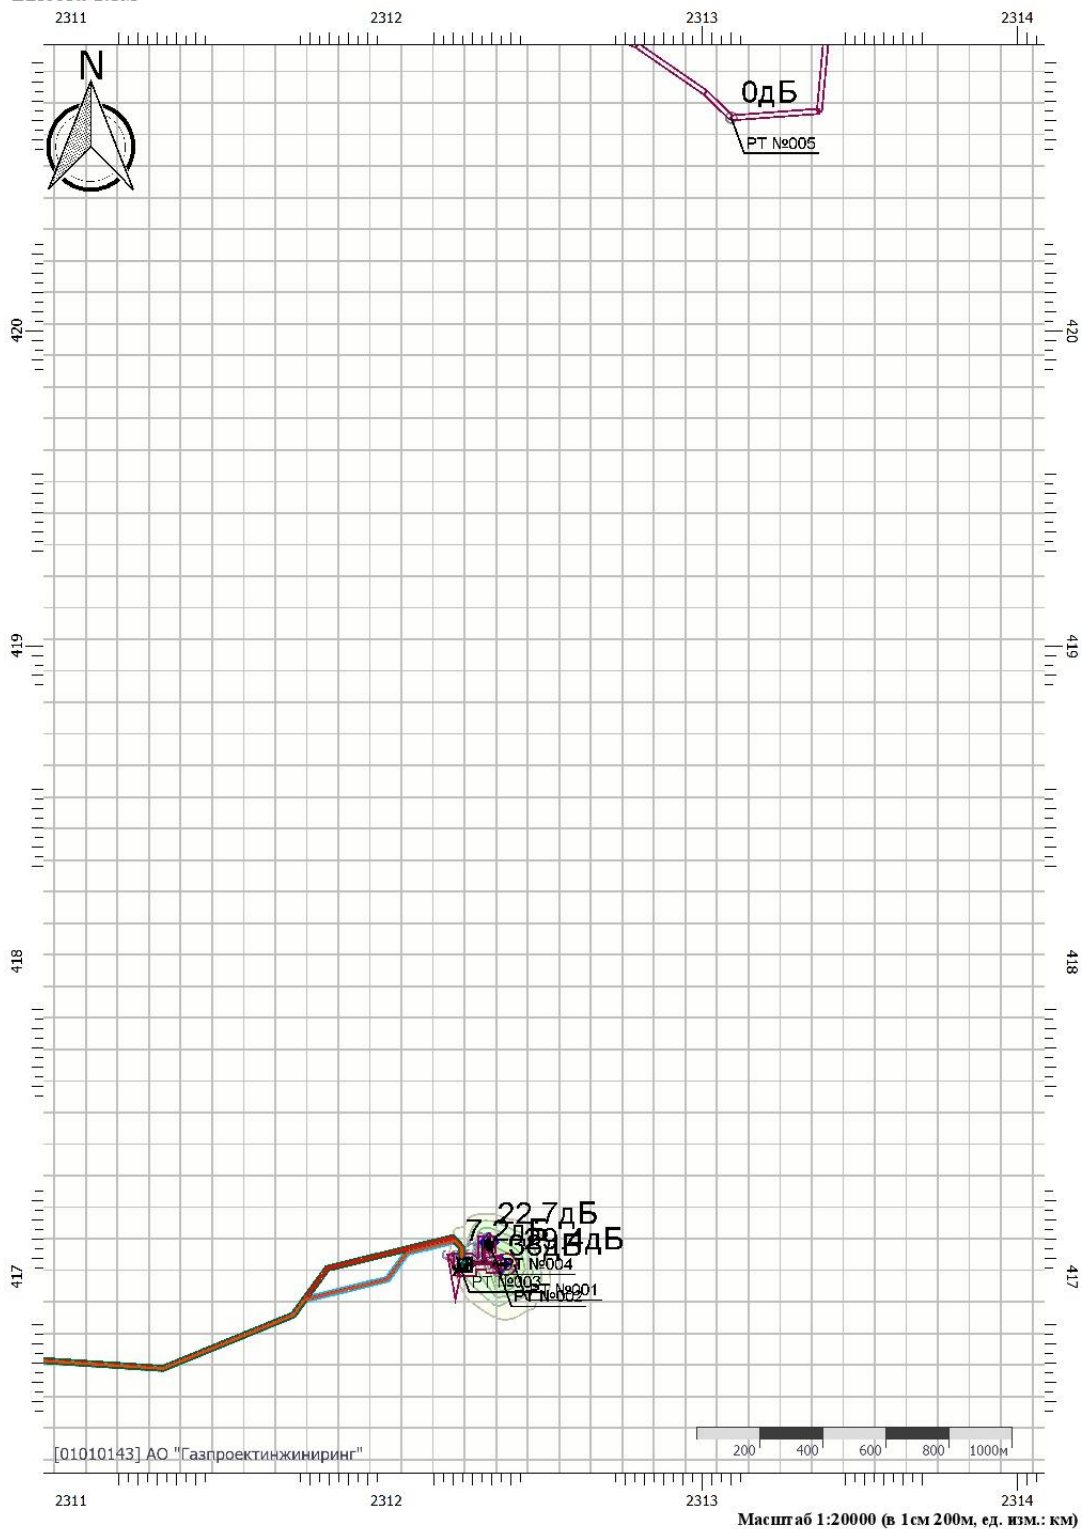 2311 2312 2313 2314
N
0дБ
РТ №005
420 420
419 419
418 418
22.7дБ
РТ №004
417 417
РТ №003
РТ №001
РТ №002
[01010143] АО "Газпроектинжиниринг"
200 400 600 800 1000м
2311 2312 2313 2314
Масштаб 1:20000 (в 1см 200м, ед. изм.: км)